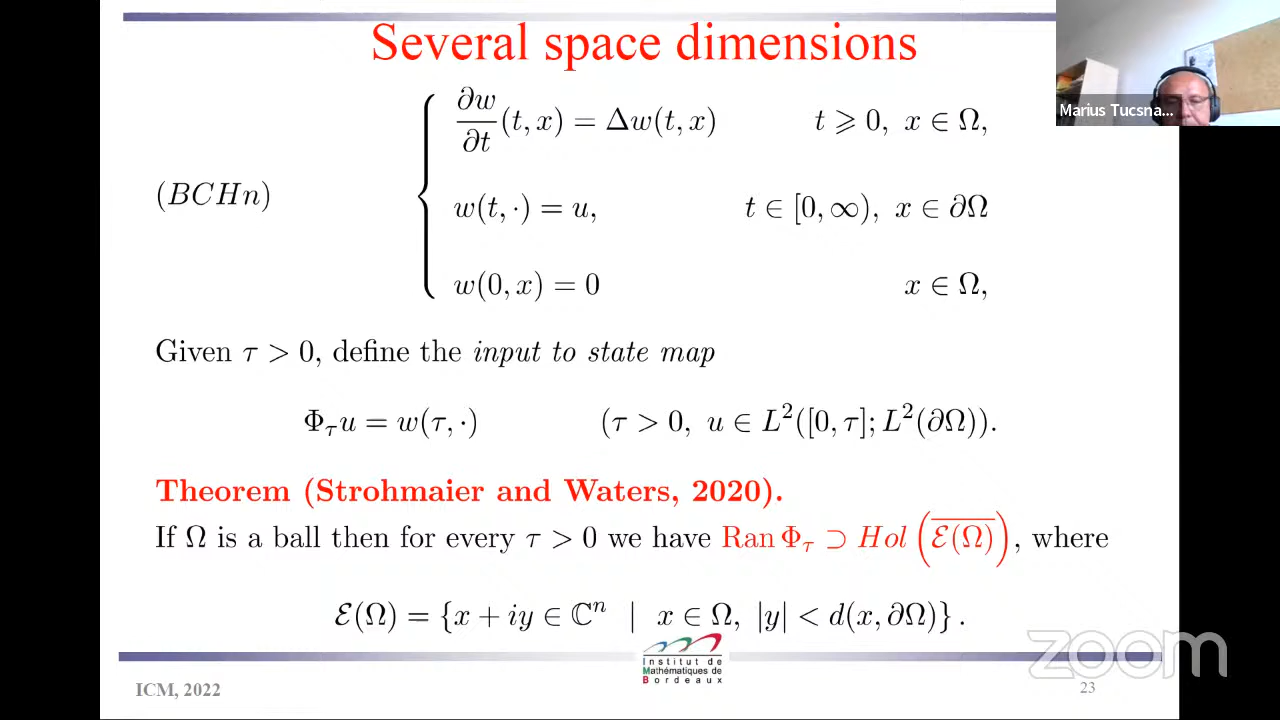 Several space dimensions
Marius Tucsna...
∂w/∂t (t, x) = Δw(t, x)    t ⩾ 0, x ∈ Ω,
(BCHn)
w(t, ·) = u,    t ∈ [0, ∞), x ∈ ∂Ω
w(0, x) = 0    x ∈ Ω,
Given τ > 0, define the input to state map
Φ_τ u = w(τ, ·)    (τ > 0, u ∈ L²([0, τ]; L²(∂Ω)).
Theorem (Strohmaier and Waters, 2020).
If Ω is a ball then for every τ > 0 we have Ran Φ_τ ⊃ Hol ( \overline{ℰ(Ω)} ), where
ℰ(Ω) = {x + iy ∈ ℂⁿ | x ∈ Ω, |y| < d(x, ∂Ω)} .
Institut de
Mathématiques de
Bordeaux
zoom
ICM, 2022
23